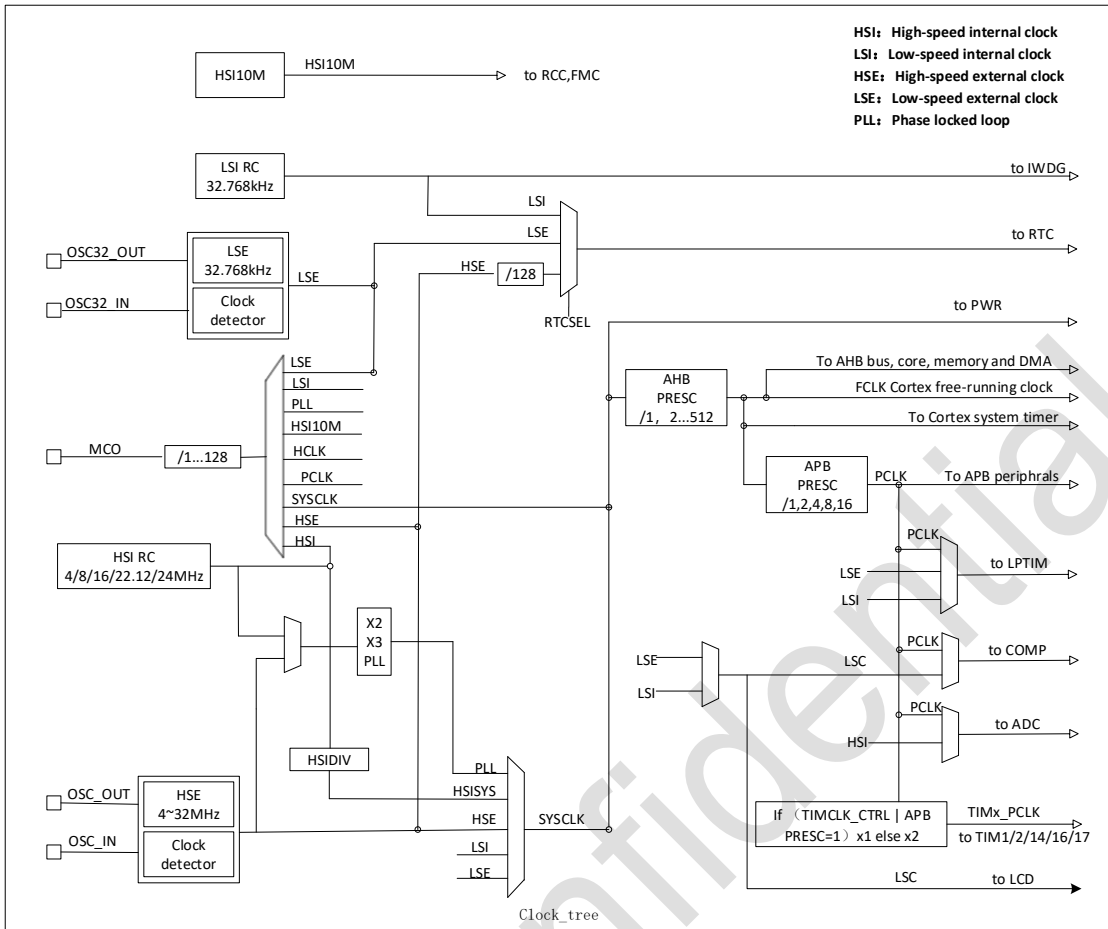 HSI: High-speed internal clock
LSI: Low-speed internal clock
HSE: High-speed external clock
LSE: Low-speed external clock
PLL: Phase locked loop
HSI10M
HSI10M
to RCC,FMC
LSI RC
32.768kHz
to IWDG
LSI
LSE
HSE
/128
to RTC
RTCSEL
OSC32_OUT
OSC32_IN
LSE
32.768kHz
Clock
detector
LSE
to PWR
LSE
LSI
PLL
HSI10M
HCLK
PCLK
SYSCLK
HSE
HSI
MCO
/1...128
AHB
PRESC
/1, 2...512
To AHB bus, core, memory and DMA
FCLK Cortex free-running clock
To Cortex system timer
APB
PRESC
/1,2,4,8,16
PCLK
To APB periphrals
HSI RC
4/8/16/22.12/24MHz
PCLK
LSE
LSI
to LPTIM
X2
X3
PLL
LSE
LSI
LSC
PCLK
to COMP
PCLK
HSI
to ADC
HSIDIV
OSC_OUT
OSC_IN
HSE
4~32MHz
Clock
detector
PLL
HSISYS
HSE
LSI
LSE
SYSCLK
If (TIMCLK_CTRL | APB
PRESC=1) x1 else x2
TIMx_PCLK
to TIM1/2/14/16/17
LSC
to LCD
Clock_tree
nfidential